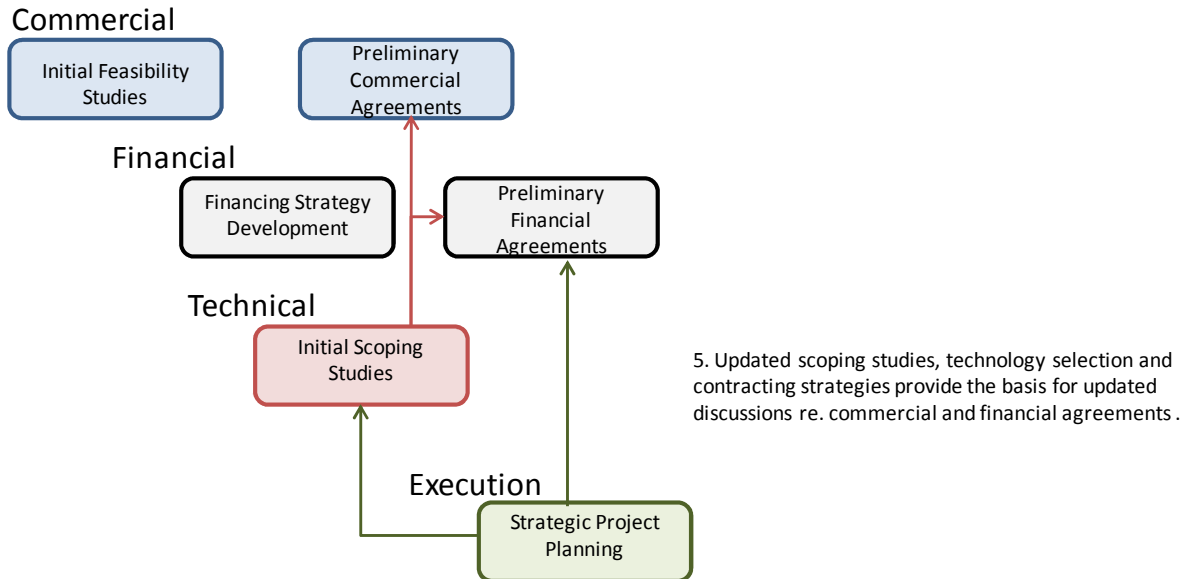 Commercial
Initial Feasibility
Studies
Preliminary
Commercial
Agreements
Financial
Financing Strategy
Development
Preliminary
Financial
Agreements
Technical
Initial Scoping
Studies
5. Updated scoping studies, technology selection and
contracting strategies provide the basis for updated
discussions re. commercial and financial agreements .
Execution
Strategic Project
Planning